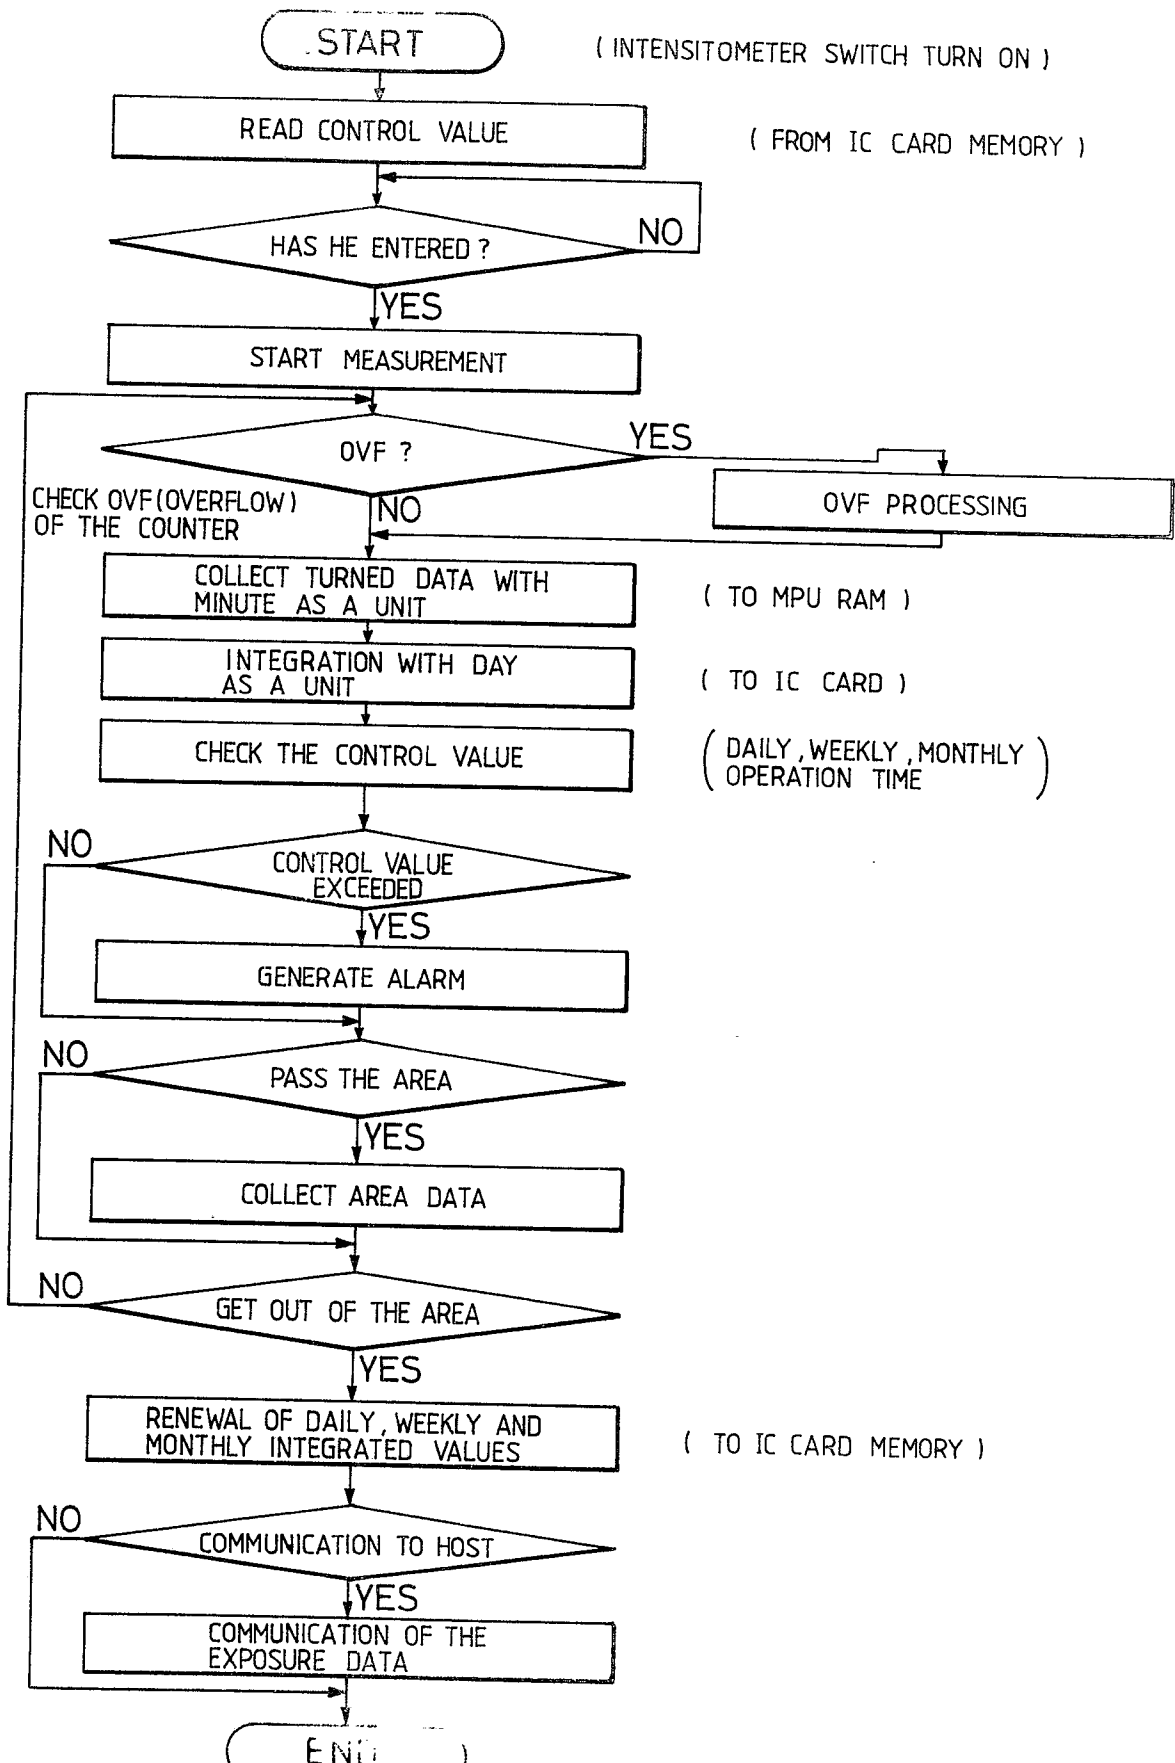 START
( INTENSITOMETER SWITCH TURN ON )
READ CONTROL VALUE
( FROM IC CARD MEMORY )
HAS HE ENTERED ?
NO
YES
START MEASUREMENT
OVF ?
YES
OVF PROCESSING
CHECK OVF(OVERFLOW)
OF THE COUNTER
NO
COLLECT TURNED DATA WITH
MINUTE AS A UNIT
( TO MPU RAM )
INTEGRATION WITH DAY
AS A UNIT
( TO IC CARD )
CHECK THE CONTROL VALUE
( DAILY, WEEKLY, MONTHLY
OPERATION TIME )
NO
CONTROL VALUE
EXCEEDED
YES
GENERATE ALARM
NO
PASS THE AREA
YES
COLLECT AREA DATA
NO
GET OUT OF THE AREA
YES
RENEWAL OF DAILY, WEEKLY AND
MONTHLY INTEGRATED VALUES
( TO IC CARD MEMORY )
NO
COMMUNICATION TO HOST
YES
COMMUNICATION OF THE
EXPOSURE DATA
END